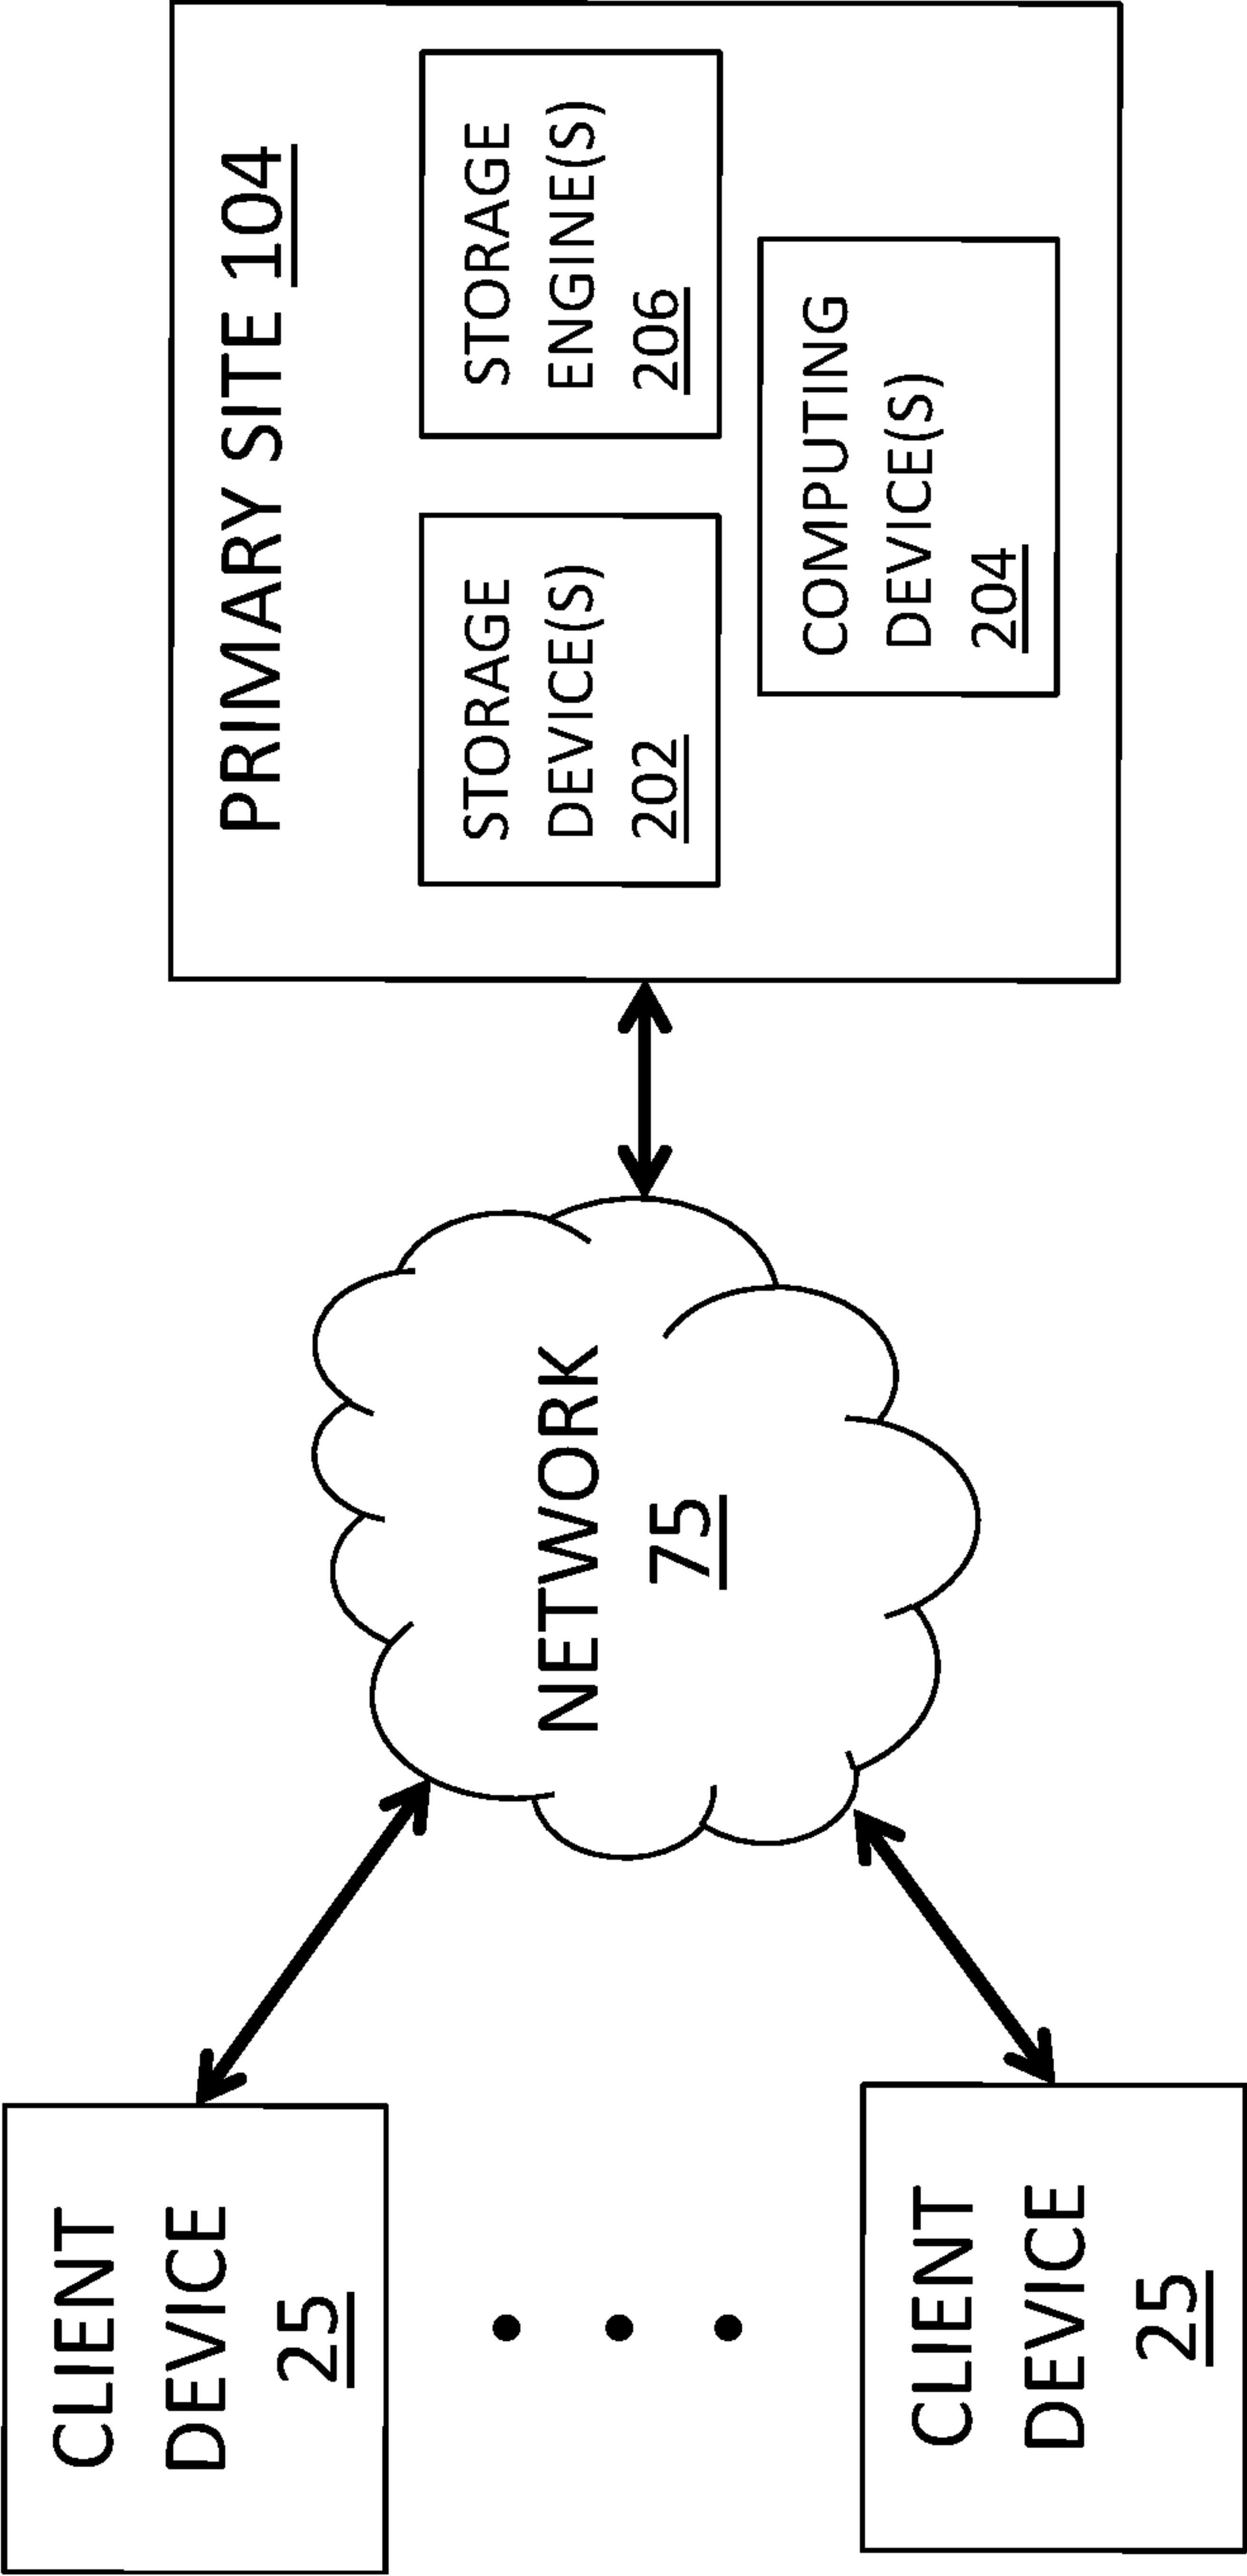 CLIENT
DEVICE
25
CLIENT
DEVICE
25
NETWORK
75
PRIMARY SITE 104
STORAGE
DEVICE(S)
202
STORAGE
ENGINE(S)
206
COMPUTING
DEVICE(S)
204